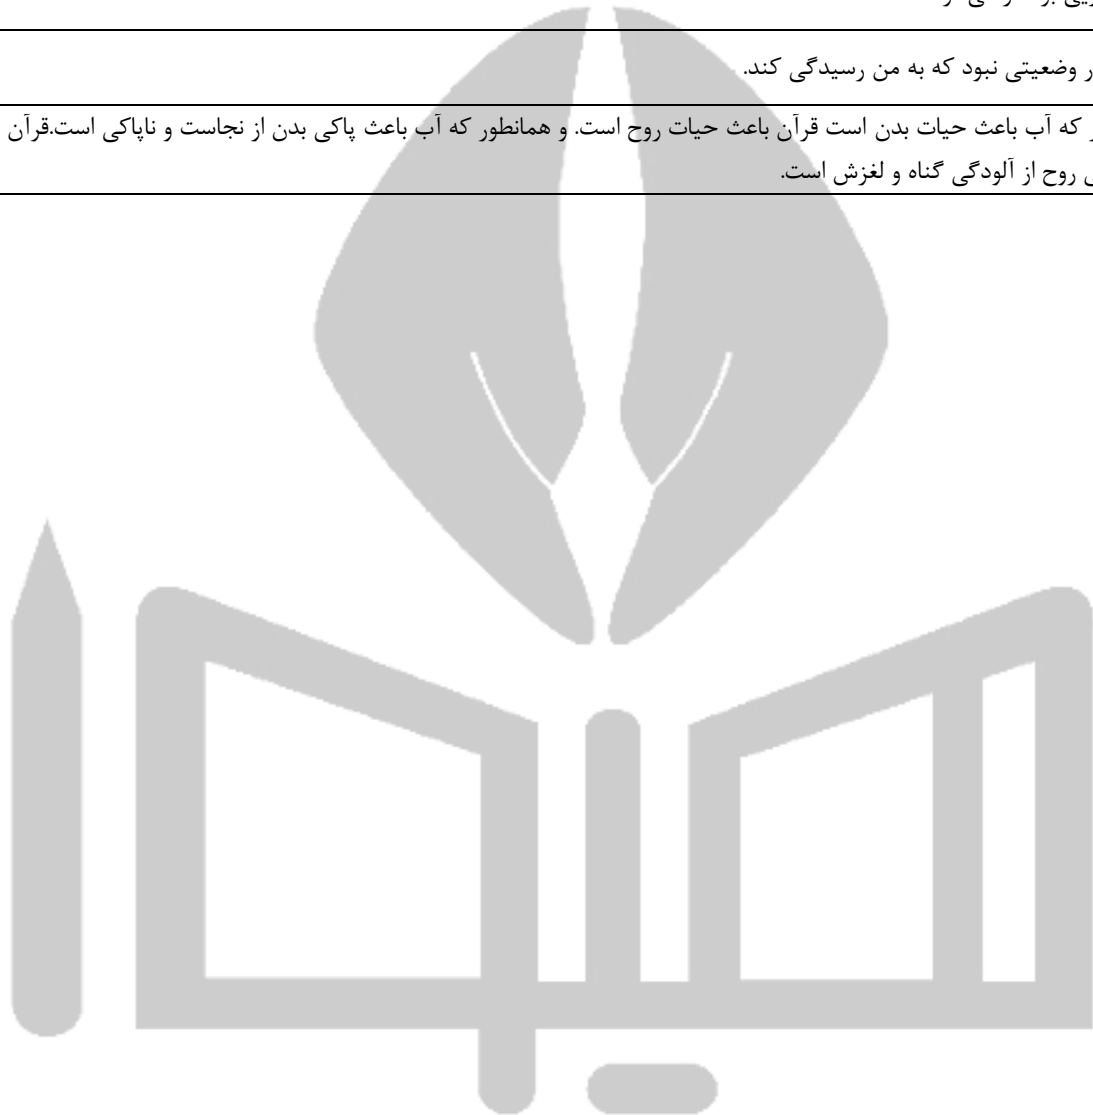 ر وضعیتی نبود که به من رسیدگی کند.
ر که آب باعث حیات بدن است قرآن باعث حیات روح است. و همانطور که آب باعث پاکی بدن از نجاست و ناپاکی است.قرآن
ی روح از آلودگی گناه و لغزش است.